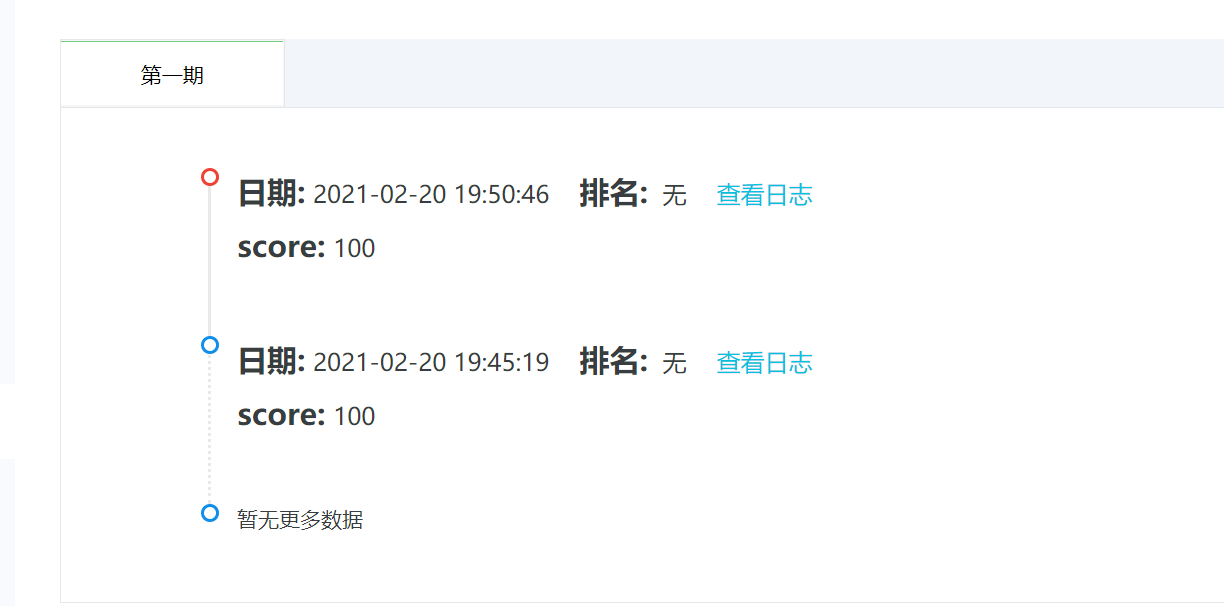 第一期
日期: 2021-02-20 19:50:46 排名: 无 查看日志
score: 100
日期: 2021-02-20 19:45:19 排名: 无 查看日志
score: 100
暂无更多数据